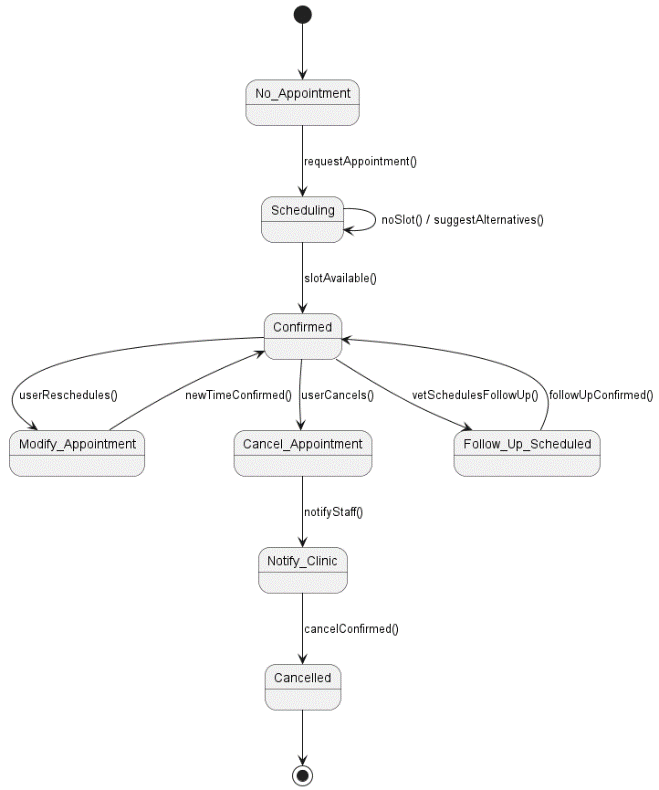 No_Appointment
requestAppointment()
Scheduling
noSlot() / suggestAlternatives()
slotAvailable()
Confirmed
userReschedules()
newTimeConfirmed()
userCancels()
vetSchedulesFollowUp()
followUpConfirmed()
Modify_Appointment
Cancel_Appointment
Follow_Up_Scheduled
notifyStaff()
Notify_Clinic
cancelConfirmed()
Cancelled